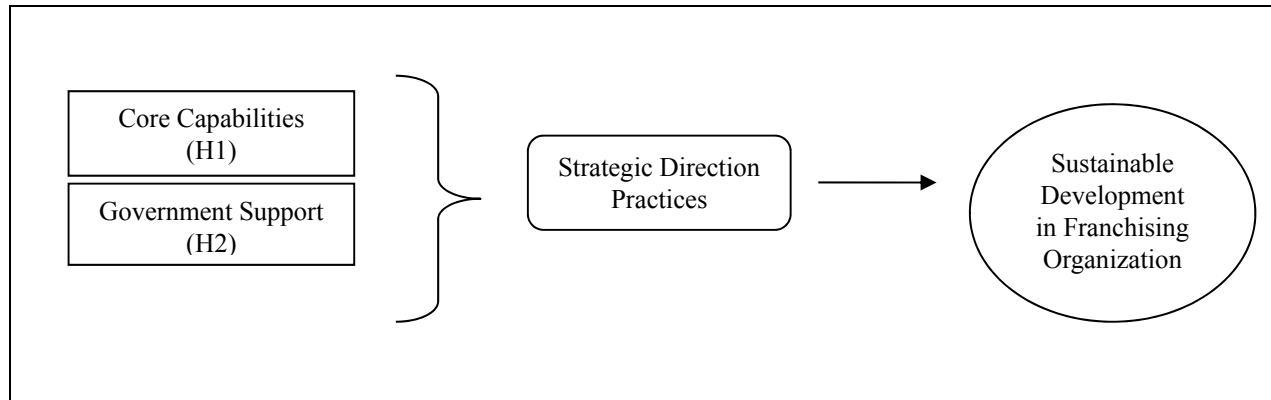 Core Capabilities
(H1)
Government Support
(H2)
Strategic Direction
Practices
Sustainable
Development
in Franchising
Organization